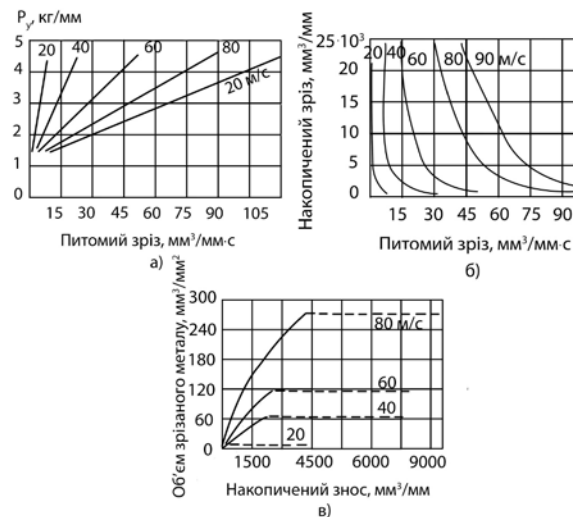 Pᵧ, кг/мм
5
4
3
2
1
0
20
40
60
80
20 м/с
15 30 45 60 75 90 105
Питомий зріз, мм³/мм·с
а)
Накопичений зріз, мм³/мм
25·10³
20
15
10
5
0
20 40 60 80 90 м/с
15 30 45 60 75 90
Питомий зріз, мм³/мм·с
б)
Об'єм зрізаного металу, мм³/мм²
300
240
180
120
60
0
80 м/с
60
40
20
1500 4500 6000 7500 9000
Накопичений знос, мм³/мм
в)